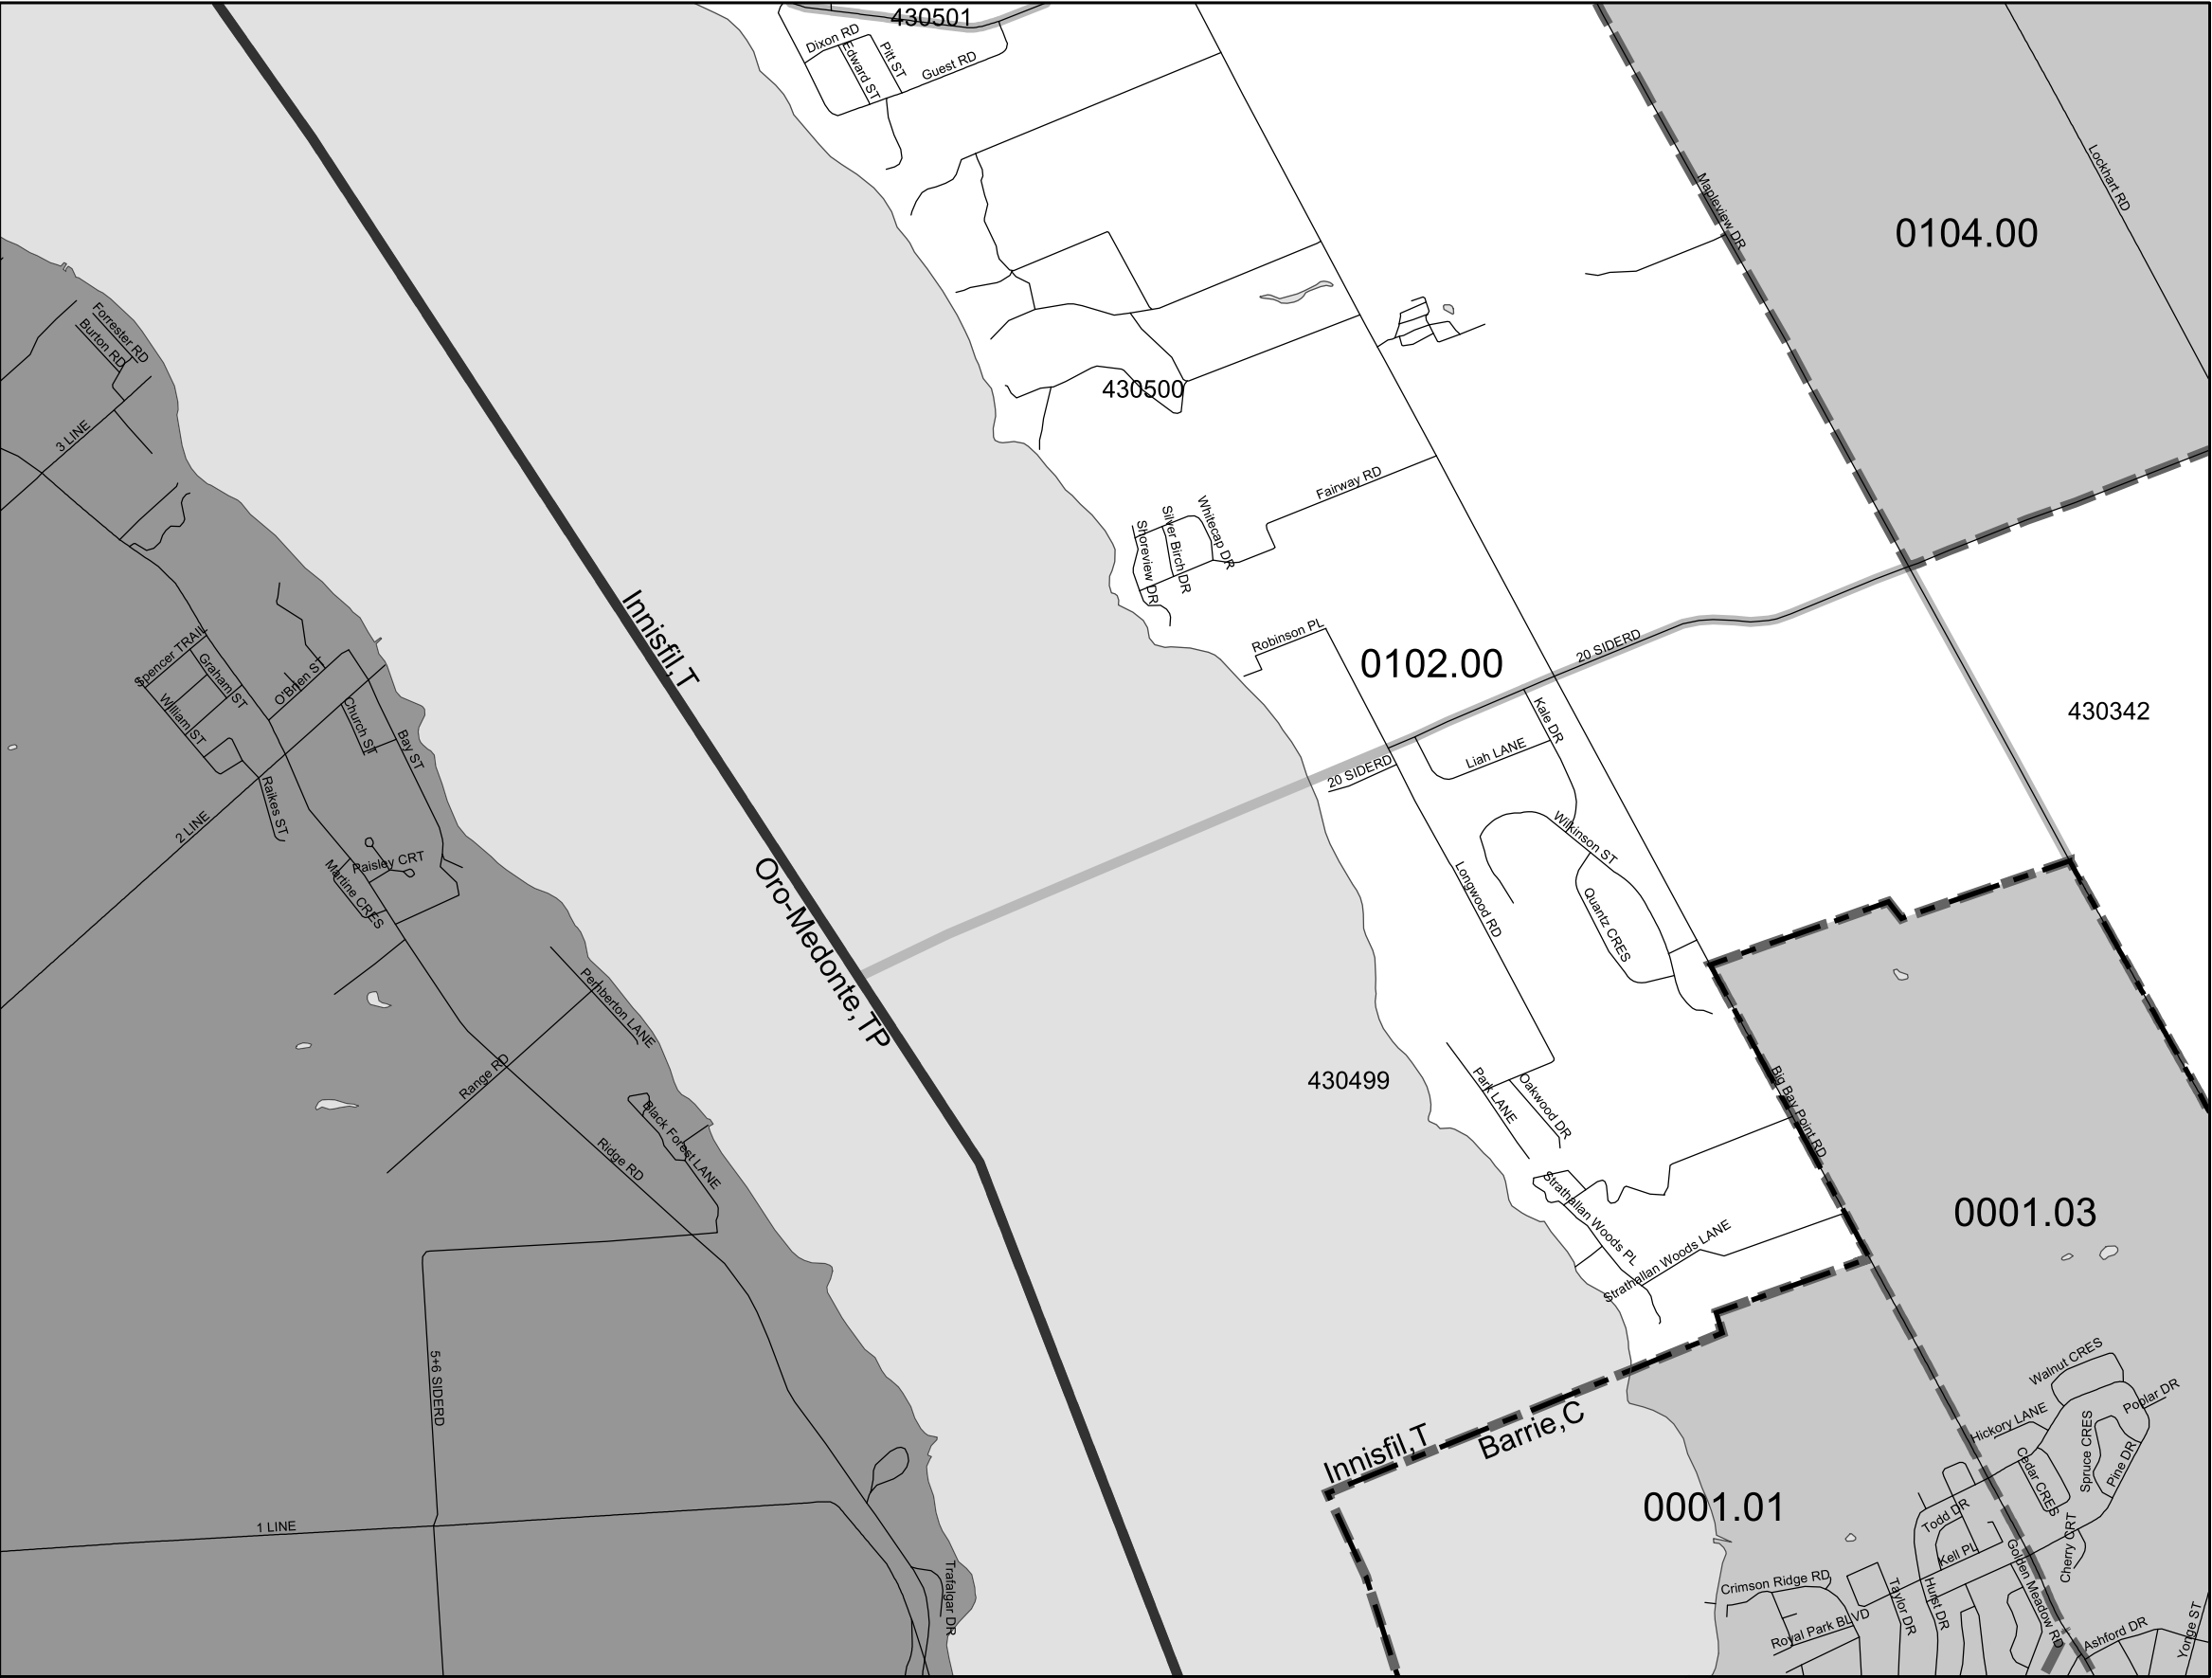 430501
Dixon RD
Edward ST
Pitt ST
Guest RD
Lockhart RD
Mapleview DR
0104.00
Forrester RD
Burton RD
3 LINE
430500
Fairway RD
Whitecap DR
Silver Birch DR
Shoreview DR
Innisfil,T
Oro-Medonte,TP
Robinson PL
0102.00
20 SIDERD
430342
Spencer TRAIL
Graham ST
William ST
O'Brien ST
Church ST
Bay ST
Raikes ST
2 LINE
Paisley CRT
Martine CRES
20 SIDERD
Kale DR
Liah LANE
Wilkinson ST
Longwood RD
Quantz CRES
Pemberton LANE
Range RD
Black Forest LANE
Ridge RD
430499
Park LANE
Oakwood DR
Big Bay Point RD
Strathallan Woods PL
Strathallan Woods LANE
0001.03
5+6 SIDERD
1 LINE
Trafalgar DR
Innisfil,T
Barrie,C
0001.01
Walnut CRES
Poplar DR
Hickory LANE
Spruce CRES
Cedar CRES
Pine DR
Todd DR
Kell PL
Cherry CRT
Golden Meadow RD
Crimson Ridge RD
Royal Park BLVD
Taylor DR
Hurst DR
Ashford DR
Yonge ST